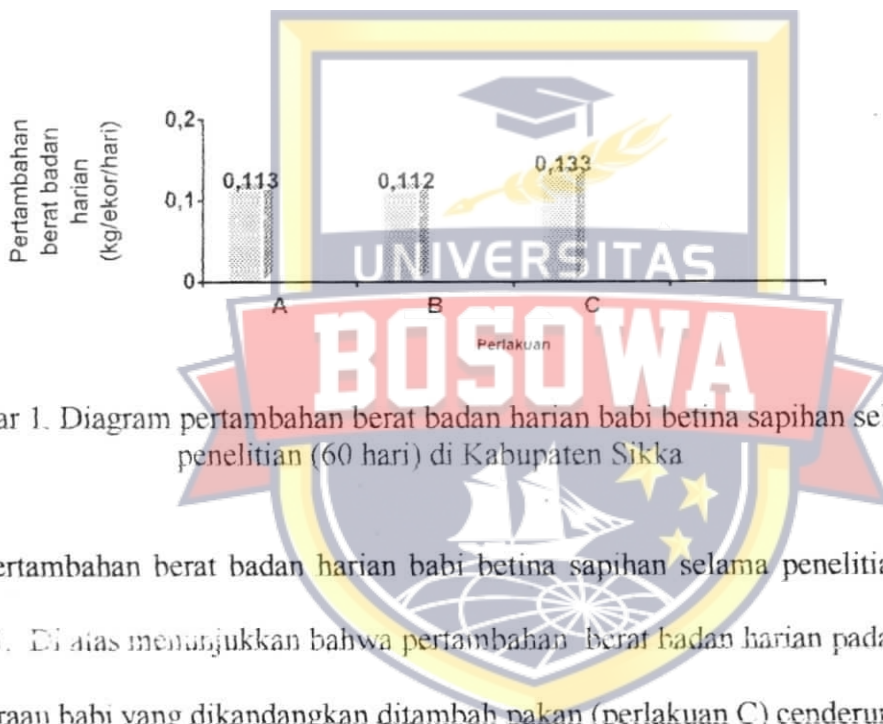 Pertambahan
berat badan
harian
(kg/ekor/hari)
0,2
0,1
0
0,113
0,112
0,133
A B C
Perlakuan
UNIVERSITAS
BOSOWA
ar 1. Diagram pertambahan berat badan harian babi betina sapihan sel
penelitian (60 hari) di Kabupaten Sikka
ertambahan berat badan harian babi betina sapihan selama penelitia
. Di atas menunjukkan bahwa pertambahan berat badan harian pada
raan babi yang dikandangkan ditambah pakan (perlakuan C) cenderun